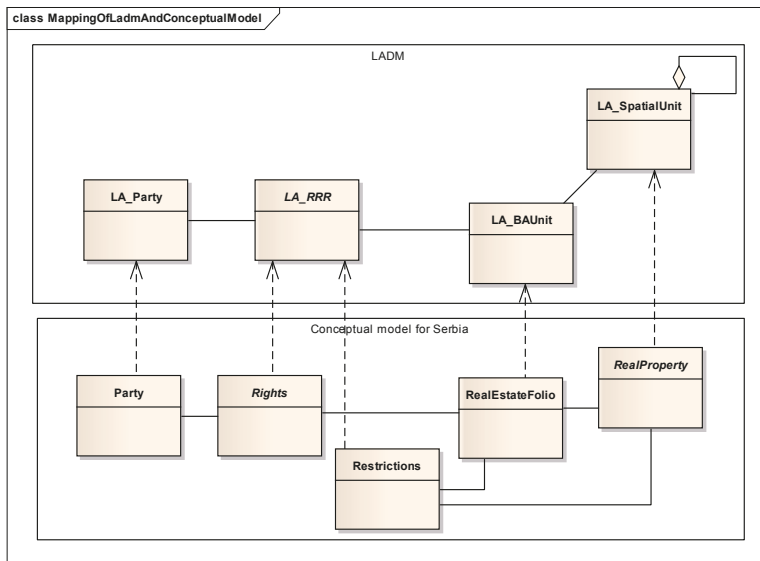 class MappingOfLadmAndConceptualModel
LADM
LA_SpatialUnit
LA_Party
LA_RRR
LA_BAUnit
Conceptual model for Serbia
RealProperty
Party
Rights
RealEstateFolio
Restrictions